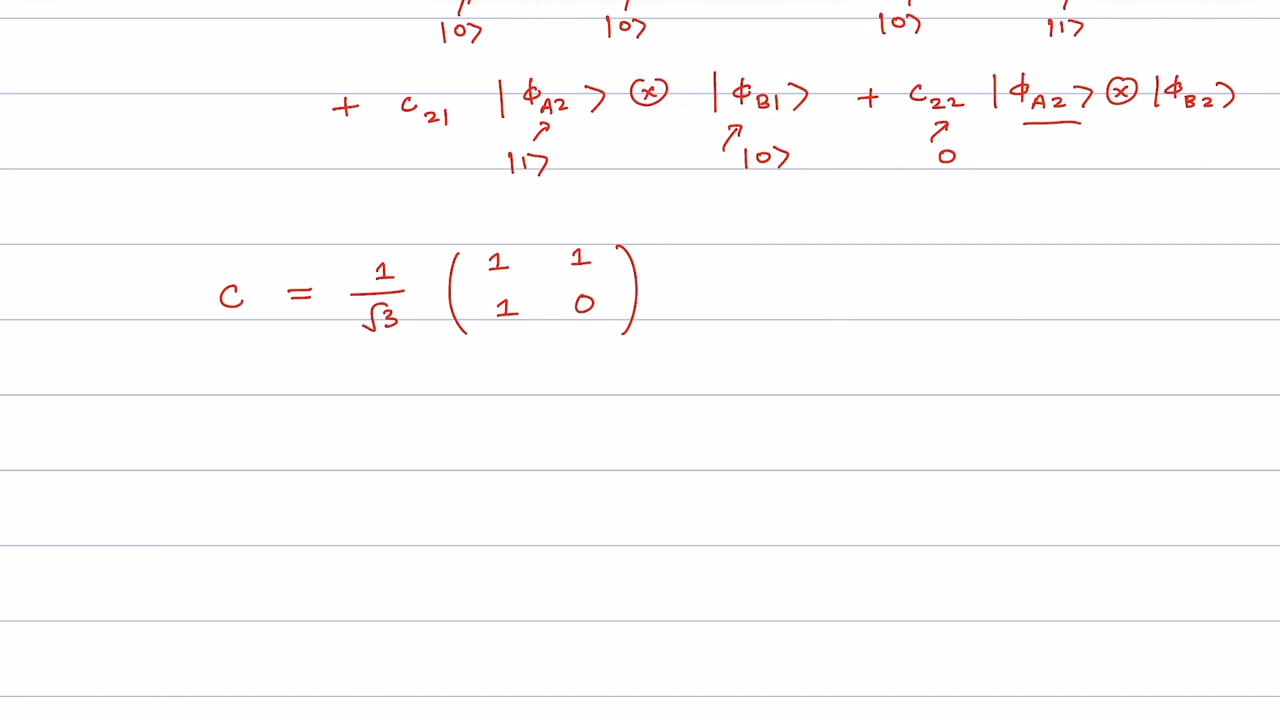 |0⟩ |0⟩ |0⟩ |1⟩
+ c₂₁ |ϕ_A2⟩ ⊗ |ϕ_B1⟩ + c₂₂ |ϕ_A2⟩ ⊗ |ϕ_B2⟩
|1⟩ |0⟩ 0
c = 1/√3 ( 1 1
1 0 )